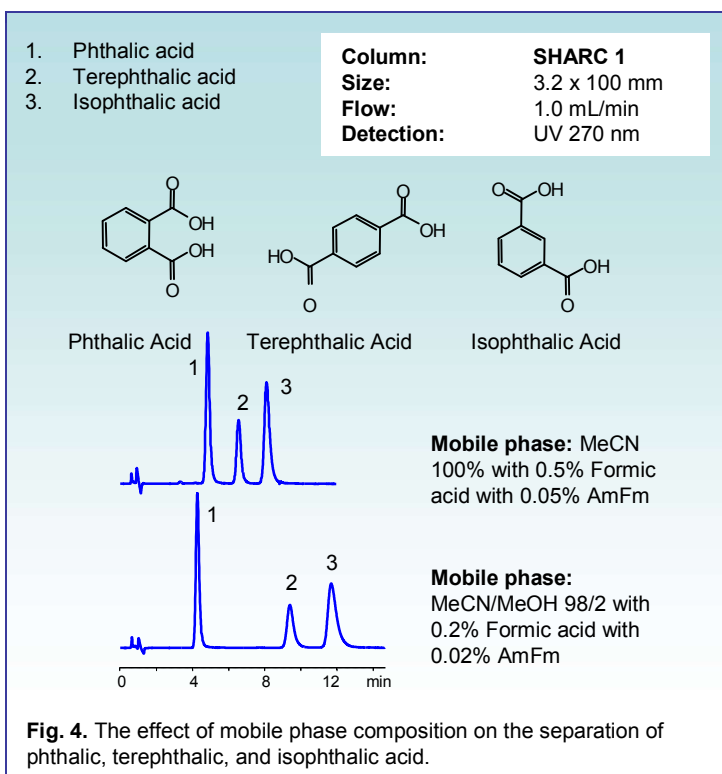 1. Phthalic acid
2. Terephthalic acid
3. Isophthalic acid
Column: SHARC 1
Size: 3.2 x 100 mm
Flow: 1.0 mL/min
Detection: UV 270 nm
O
OH
OH
O
O
OH
HO
O
O
OH
OH
O
Phthalic Acid Terephthalic Acid Isophthalic Acid
1
2
3
Mobile phase: MeCN
100% with 0.5% Formic
acid with 0.05% AmFm
1
2
3
Mobile phase:
MeCN/MeOH 98/2 with
0.2% Formic acid with
0.02% AmFm
0 4 8 12 min
Fig. 4. The effect of mobile phase composition on the separation of
phthalic, terephthalic, and isophthalic acid.